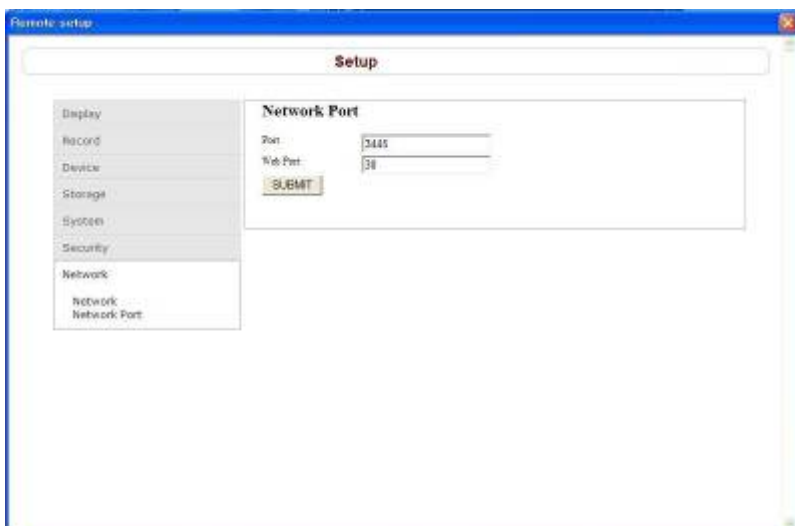 Remote setup
Setup
Display
Record
Device
Storage
System
Security
Network
Network
Network Port
Network Port
Port
Web Port
SUBMIT